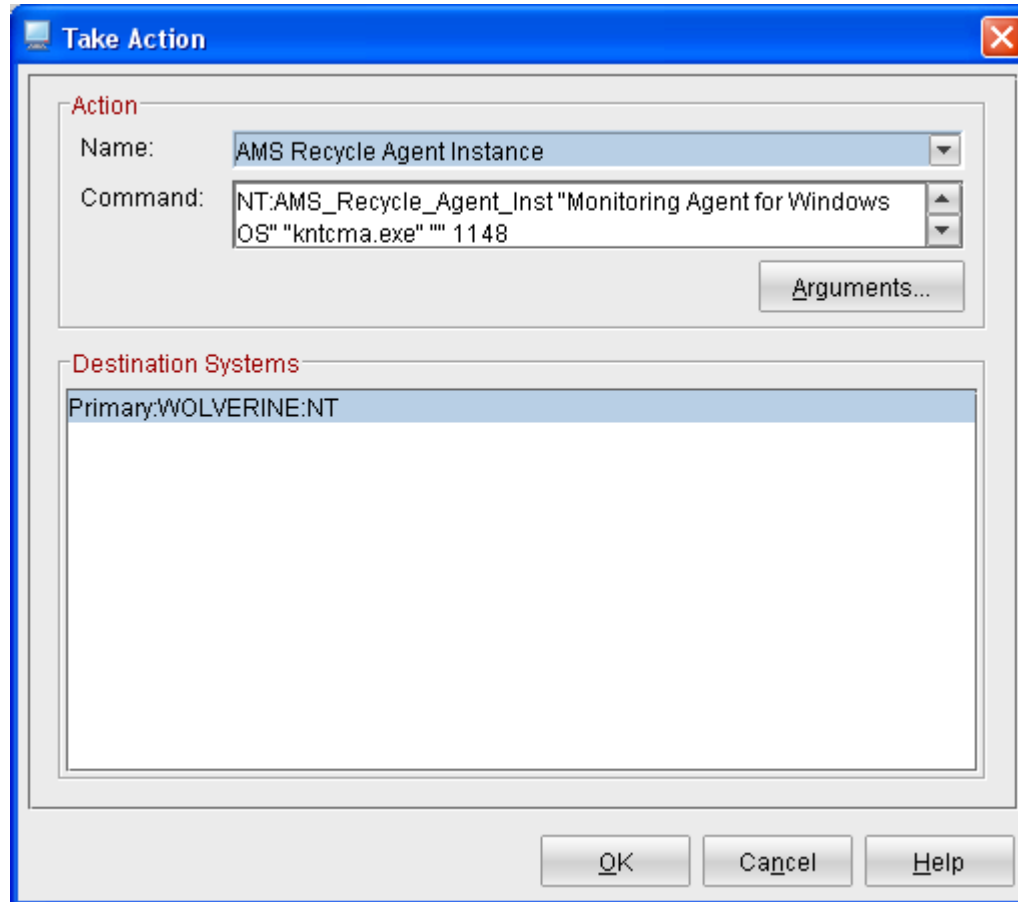 Take Action
Action
Name:
AMS Recycle Agent Instance
Command:
NT:AMS_Recycle_Agent_Inst "Monitoring Agent for Windows
OS" "kntcma.exe" "" 1148
Arguments...
Destination Systems
Primary:WOLVERINE:NT
OK
Cancel
Help